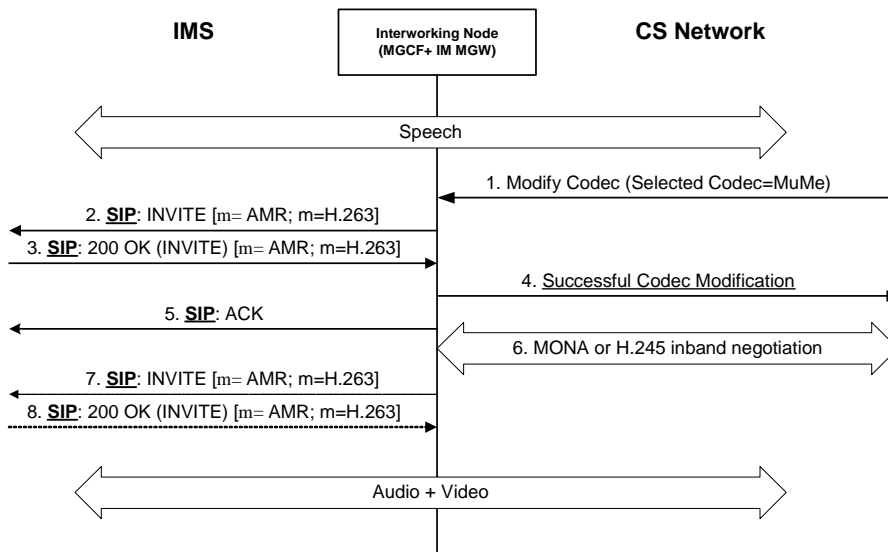 IMS
Interworking Node
(MGCF+ IM MGW)
CS Network
Speech
1. Modify Codec (Selected Codec=MuMe)
2. SIP: INVITE [m= AMR; m=H.263]
3. SIP: 200 OK (INVITE) [m= AMR; m=H.263]
4. Successful Codec Modification
5. SIP: ACK
6. MONA or H.245 inband negotiation
7. SIP: INVITE [m= AMR; m=H.263]
8. SIP: 200 OK (INVITE) [m= AMR; m=H.263]
Audio + Video